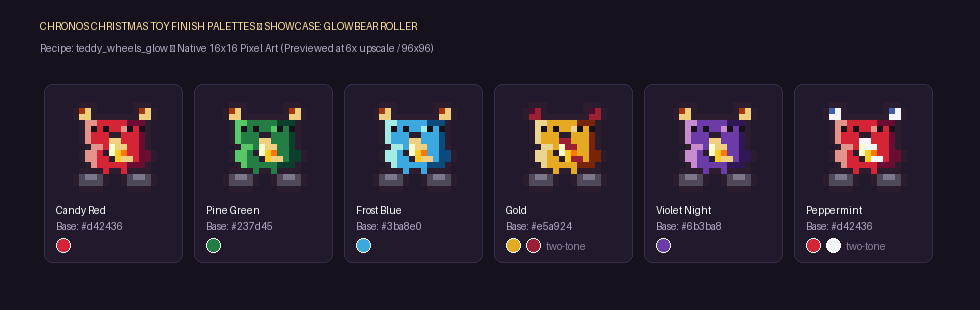 CHRONOS CHRISTMAS TOY FINISH PALETTES ▯ SHOWCASE: GLOWBEAR ROLLER
Recipe: teddy_wheels_glow ▯ Native 16x16 Pixel Art (Previewed at 6x upscale / 96x96)
Candy Red
Base: #d42436
Pine Green
Base: #237d45
Frost Blue
Base: #3ba8e0
Gold
Base: #e5a924
two-tone
Violet Night
Base: #6b3ba8
Peppermint
Base: #d42436
two-tone